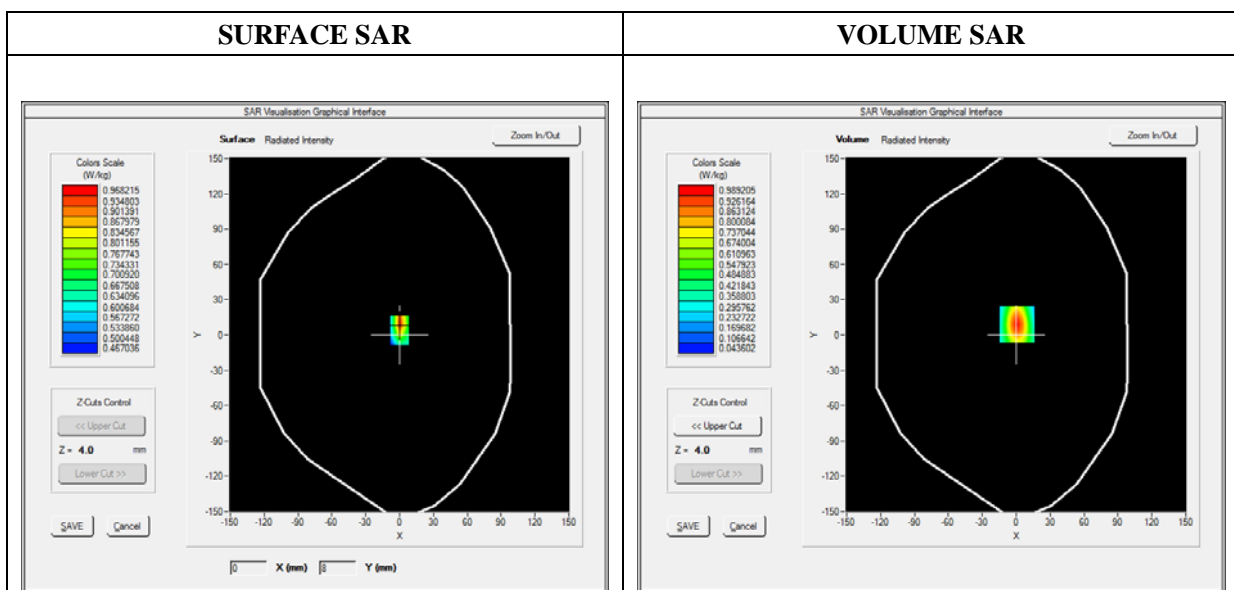 SURFACE SAR
VOLUME SAR
SAR Visualisation Graphical Interface
Surface Radiated Intensity
Zoom In/Out
Colors Scale
(W/kg)
0.968215
0.934803
0.901391
0.867979
0.834567
0.801155
0.767743
0.734331
0.700920
0.667508
0.634096
0.600684
0.567272
0.533860
0.500448
0.467036
Z-Cuts Control
<< Upper Cut
Z = 4.0 mm
Lower Cut >>
SAVE Cancel
150
120
90
60
30
0
-30
-60
-90
-120
-150
Y
-150 -120 -90 -60 -30 0 30 60 90 120 150
X
0 X (mm) 8 Y (mm)
SAR Visualisation Graphical Interface
Volume Radiated Intensity
Zoom In/Out
Colors Scale
(W/kg)
0.989205
0.926164
0.863124
0.800084
0.737044
0.674004
0.610963
0.547923
0.484883
0.421843
0.358803
0.295762
0.232722
0.169682
0.106642
0.043602
Z-Cuts Control
<< Upper Cut
Z = 4.0 mm
Lower Cut >>
SAVE Cancel
150
120
90
60
30
0
-30
-60
-90
-120
-150
Y
-150 -120 -90 -60 -30 0 30 60 90 120 150
X